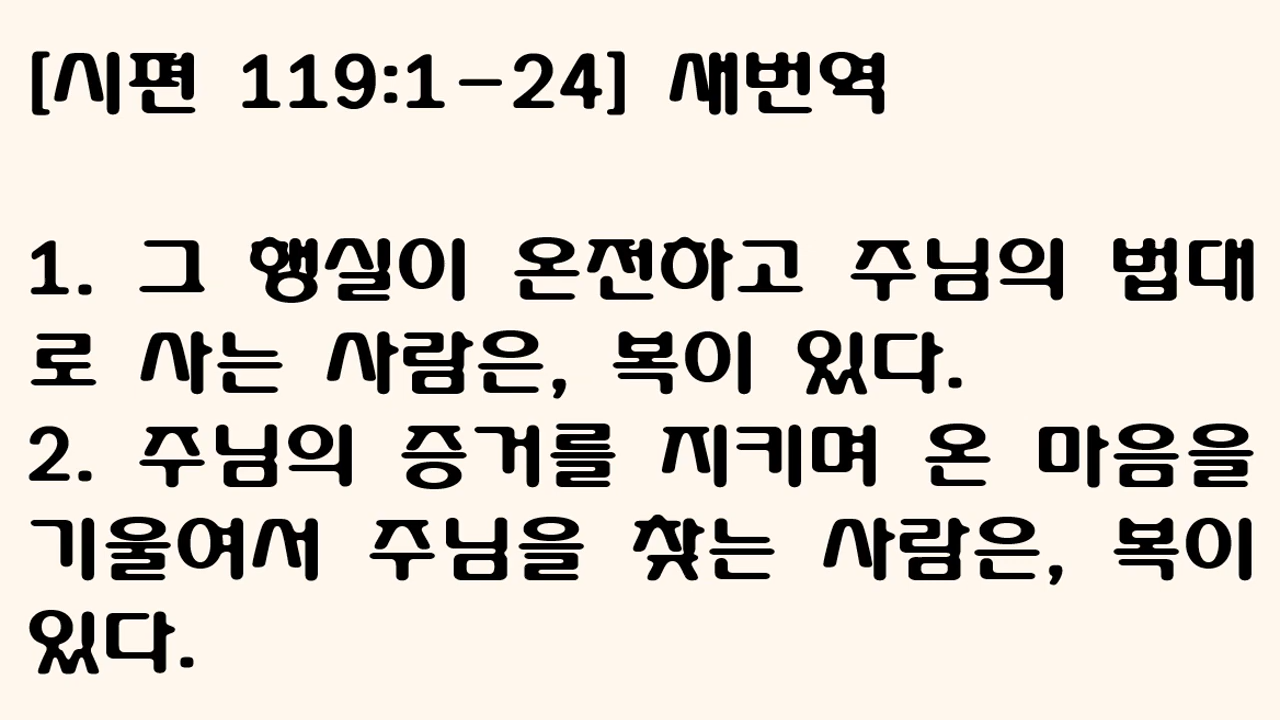 [시편 119:1-24] 새번역
1. 그 행실이 온전하고 주님의 법대
로 사는 사람은, 복이 있다.
2. 주님의 증거를 지키며 온 마음을
기울여서 주님을 찾는 사람은, 복이
있다.